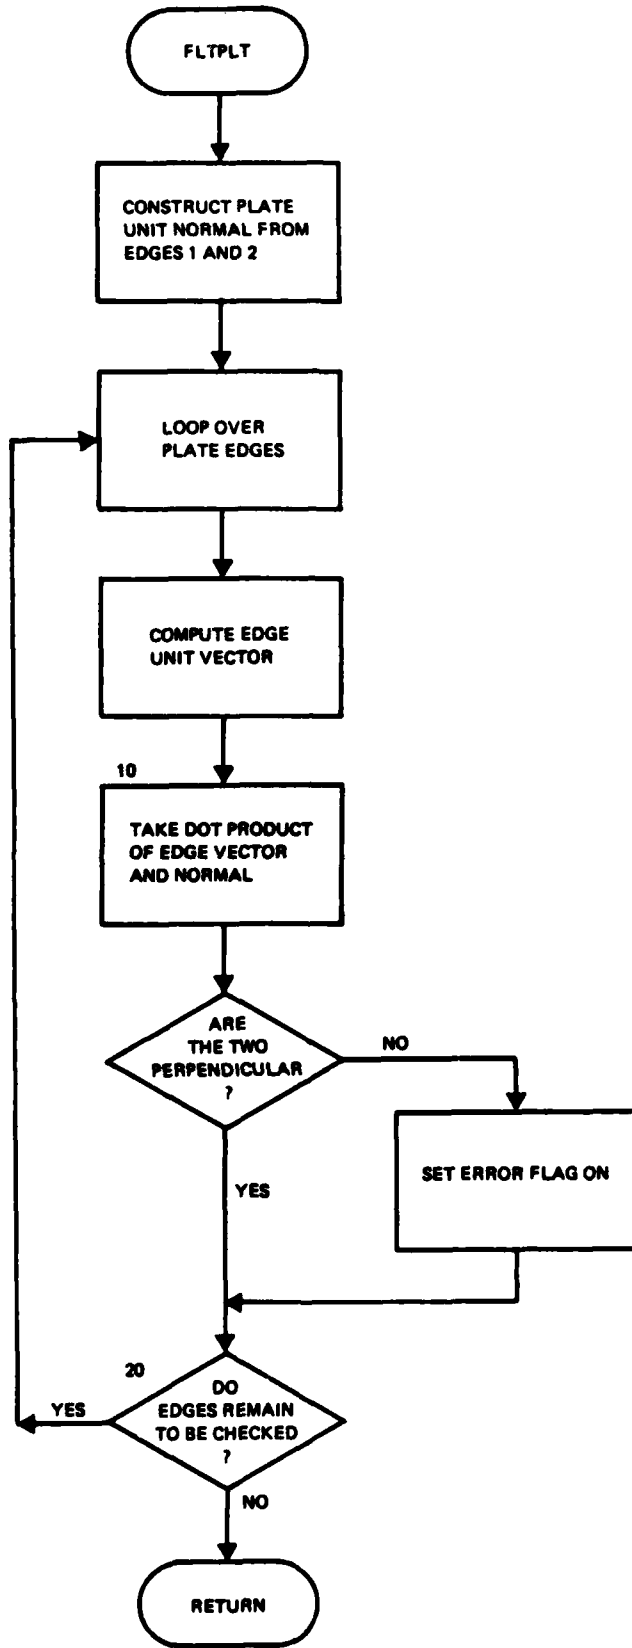 FLTPLT
CONSTRUCT PLATE
UNIT NORMAL FROM
EDGES 1 AND 2
LOOP OVER
PLATE EDGES
COMPUTE EDGE
UNIT VECTOR
10
TAKE DOT PRODUCT
OF EDGE VECTOR
AND NORMAL
ARE
THE TWO
PERPENDICULAR
?
NO
SET ERROR FLAG ON
YES
20
DO
EDGES REMAIN
TO BE CHECKED
?
YES
NO
RETURN